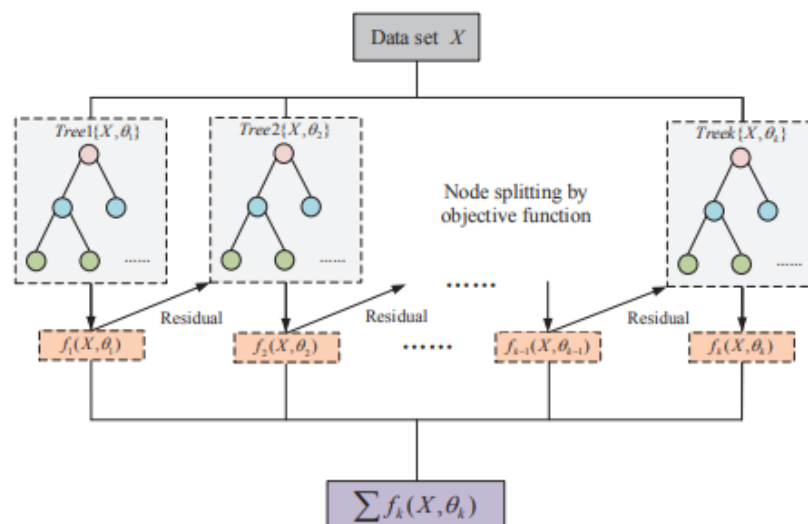 Data set X
Tree1{X,θ₁}
Tree2{X,θ₂}
Treek{X,θₖ}
Node splitting by
objective function
......
......
......
......
Residual
Residual
Residual
f₁(X,θ₁)
f₂(X,θ₂)
......
fₖ₋₁(X,θₖ₋₁)
fₖ(X,θₖ)
∑ fₖ(X,θₖ)